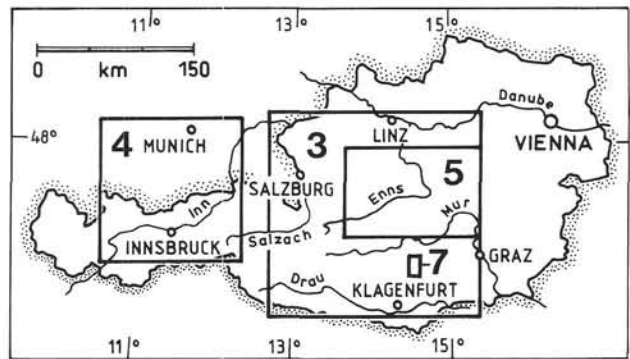 11° 13° 15°
0 150
km
Danube
48°
4 MUNICH
3 LINZ
VIENNA
SALZBURG
5
Enns
Inn
Mur
INNSBRUCK
Salzach
GRAZ
7
Drau
KLAGENFURT
11° 13° 15°